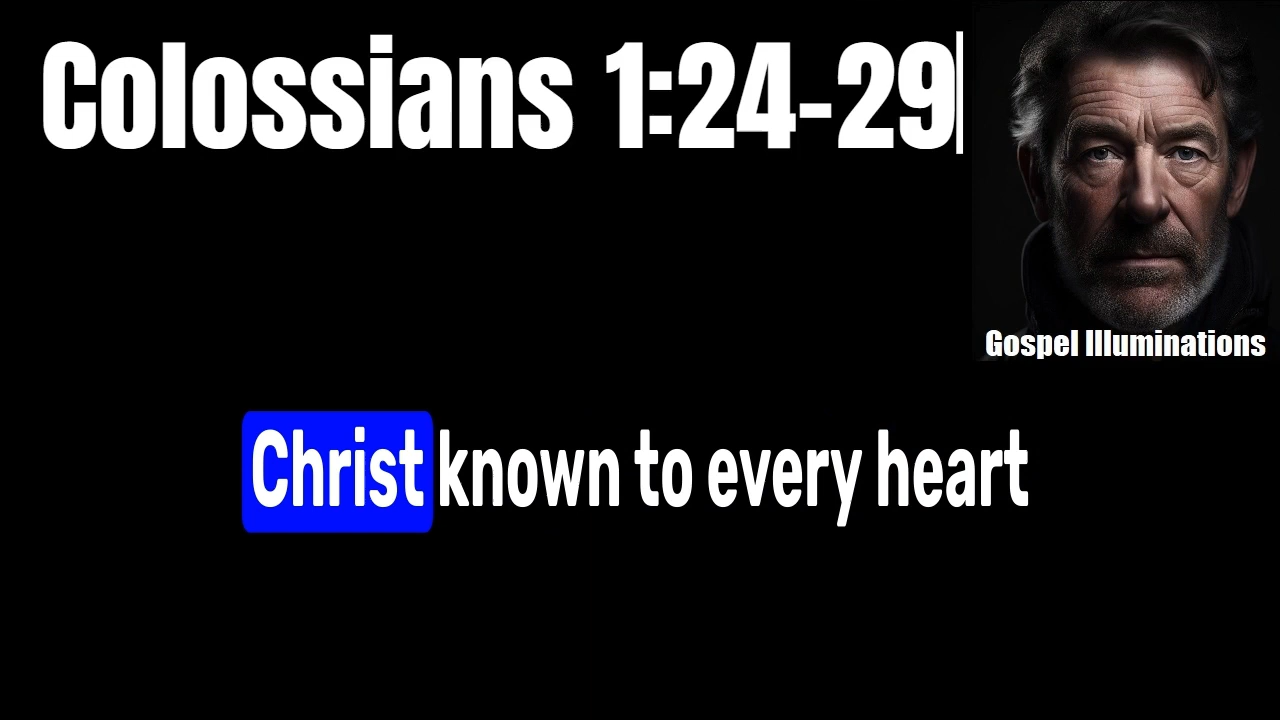 Colossians 1:24-29
Gospel Illuminations
Christ known to every heart